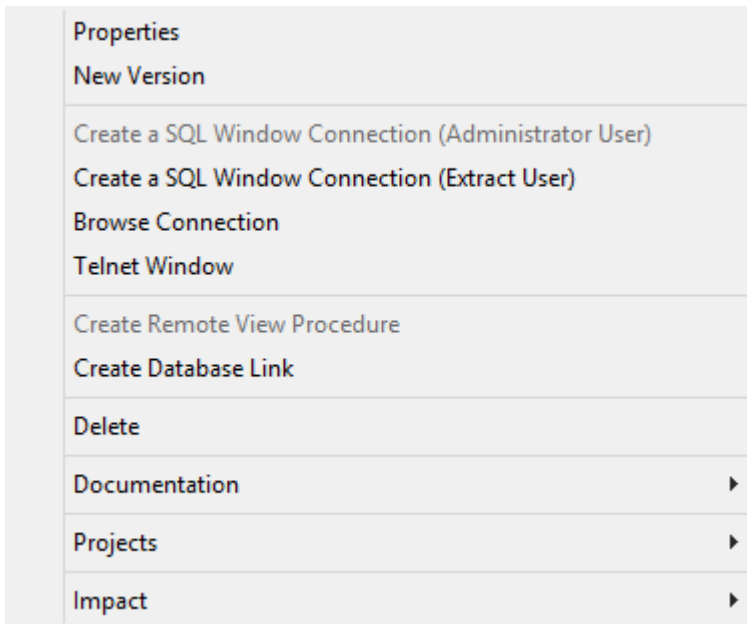 Properties
New Version
Create a SQL Window Connection (Administrator User)
Create a SQL Window Connection (Extract User)
Browse Connection
Telnet Window
Create Remote View Procedure
Create Database Link
Delete
Documentation
Projects
Impact